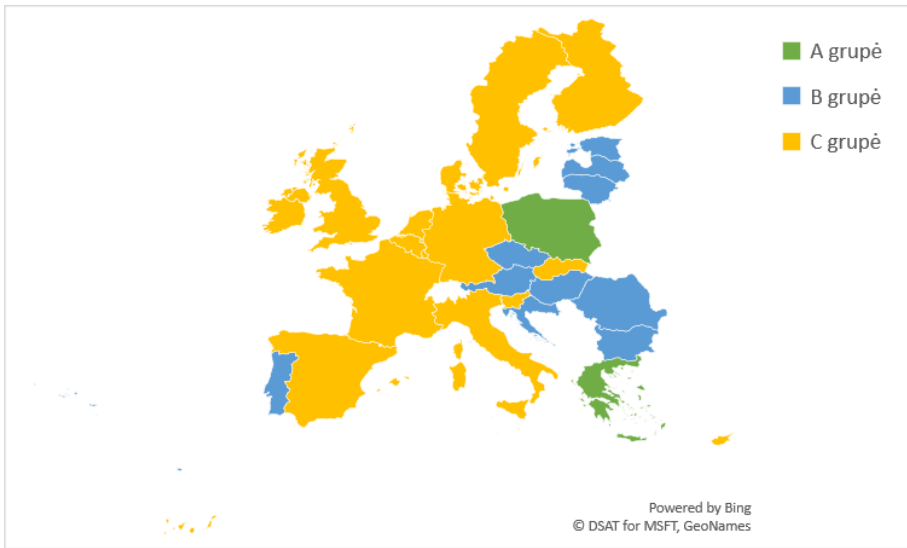 A grupė
B grupė
C grupė
Powered by Bing
© DSAT for MSFT, GeoNames